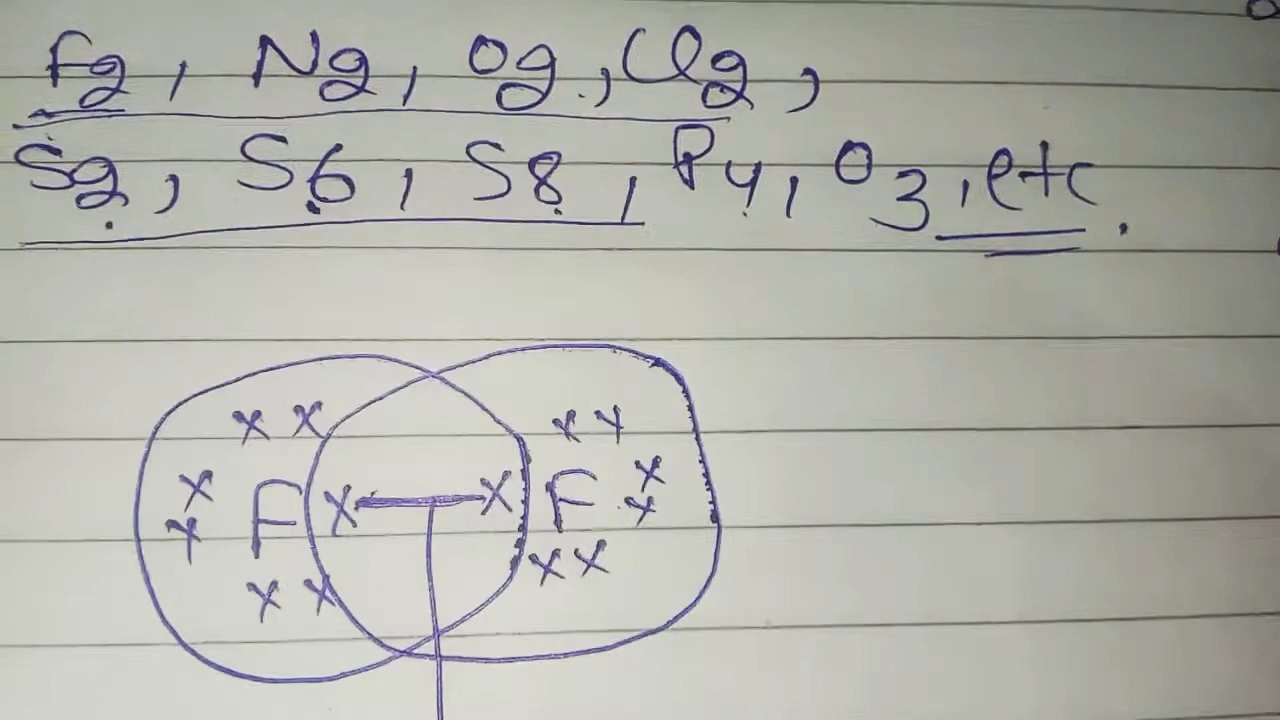 F2, N2, O2, Cl2,
S2, S6, S8, P4, O3, etc.
x x x y
x F x x F x
x x
x x x x